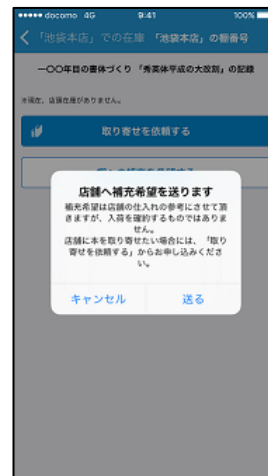 docomo 4G 9:41 100%
「池袋本店」での在庫 「池袋本店」の棚番号
一〇〇年目の書体づくり 「秀英体平成の大改刻」の記録
※現在、店頭在庫がありません。
取り寄せを依頼する
店舗へ補充希望を送ります
補充希望は店舗の仕入れの参考にさせて頂
きますが、入荷を確約するものではありま
せん。
店舗に本を取り寄せたい場合には、「取り
寄せを依頼する」からお申し込みくださ
い。
キャンセル 送る